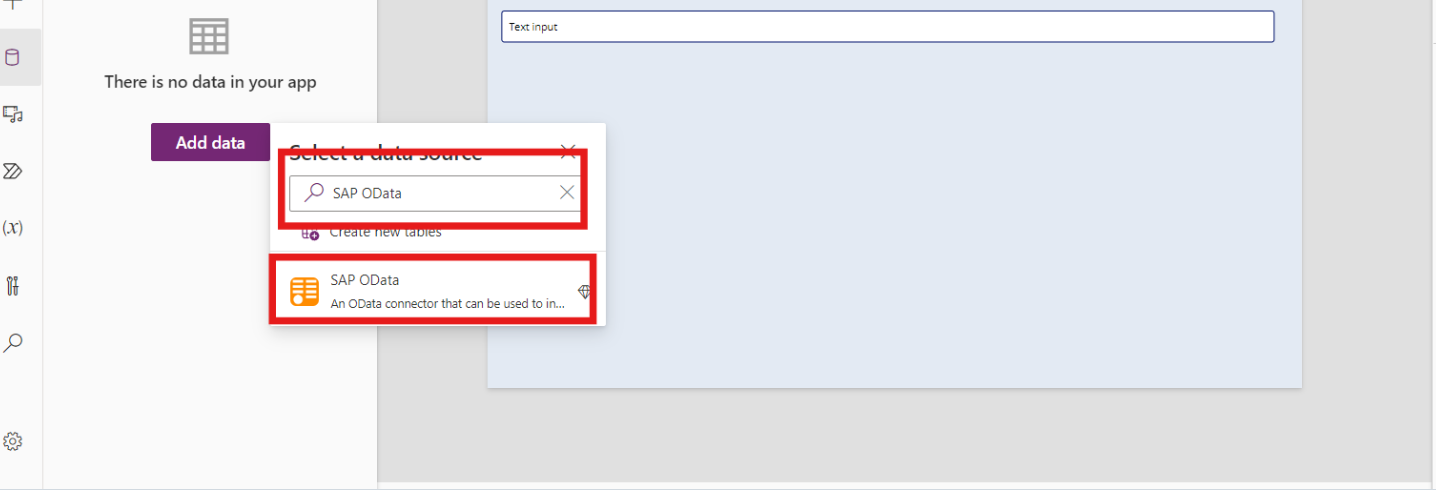 Text input
There is no data in your app
Add data
Select a data source
SAP OData
Create new tables
SAP OData
An OData connector that can be used to in...
(x)